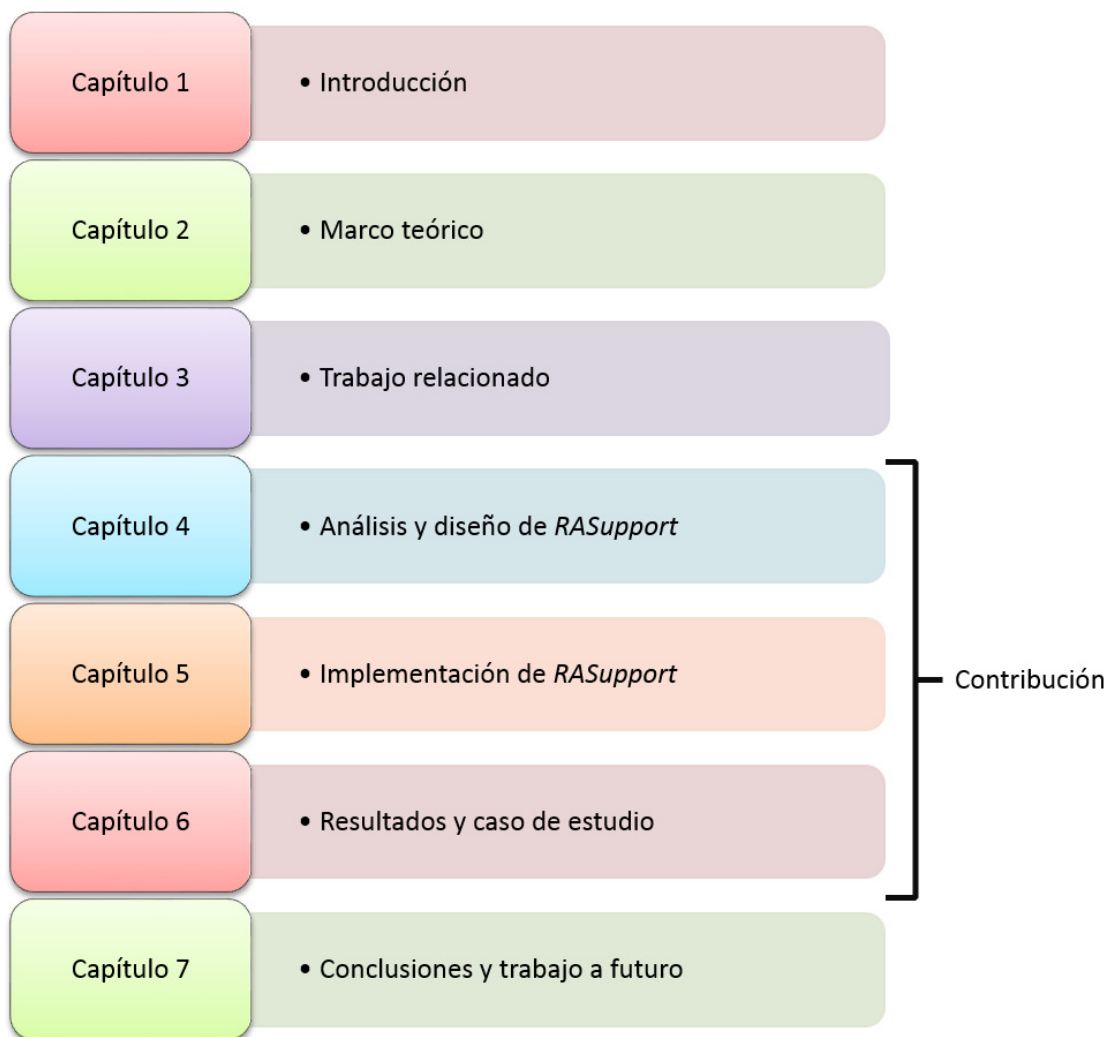 Capítulo 1
• Introducción
Capítulo 2
• Marco teórico
Capítulo 3
• Trabajo relacionado
Capítulo 4
• Análisis y diseño de RASupport
Capítulo 5
• Implementación de RASupport
Contribución
Capítulo 6
• Resultados y caso de estudio
Capítulo 7
• Conclusiones y trabajo a futuro